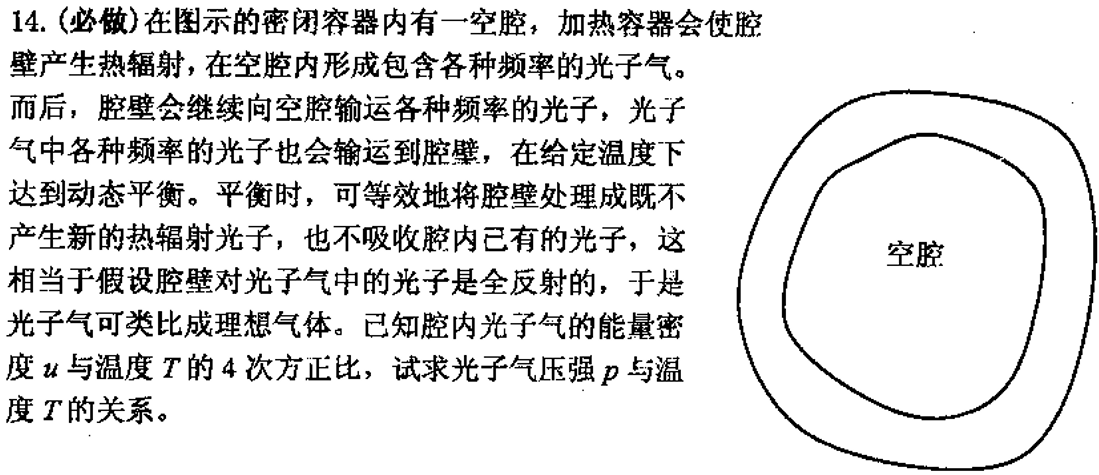 14. (必做)在图示的密闭容器内有一空腔，加热容器会使腔
壁产生热辐射，在空腔内形成包含各种频率的光子气。
而后，腔壁会继续向空腔输运各种频率的光子，光子
气中各种频率的光子也会输运到腔壁，在给定温度下
达到动态平衡。平衡时，可等效地将腔壁处理成既不
产生新的热辐射光子，也不吸收腔内已有的光子，这
相当于假设腔壁对光子气中的光子是全反射的，于是
光子气可类比成理想气体。已知腔内光子气的能量密
度 u 与温度 T 的 4 次方正比，试求光子气压强 p 与温
度 T 的关系。
空腔